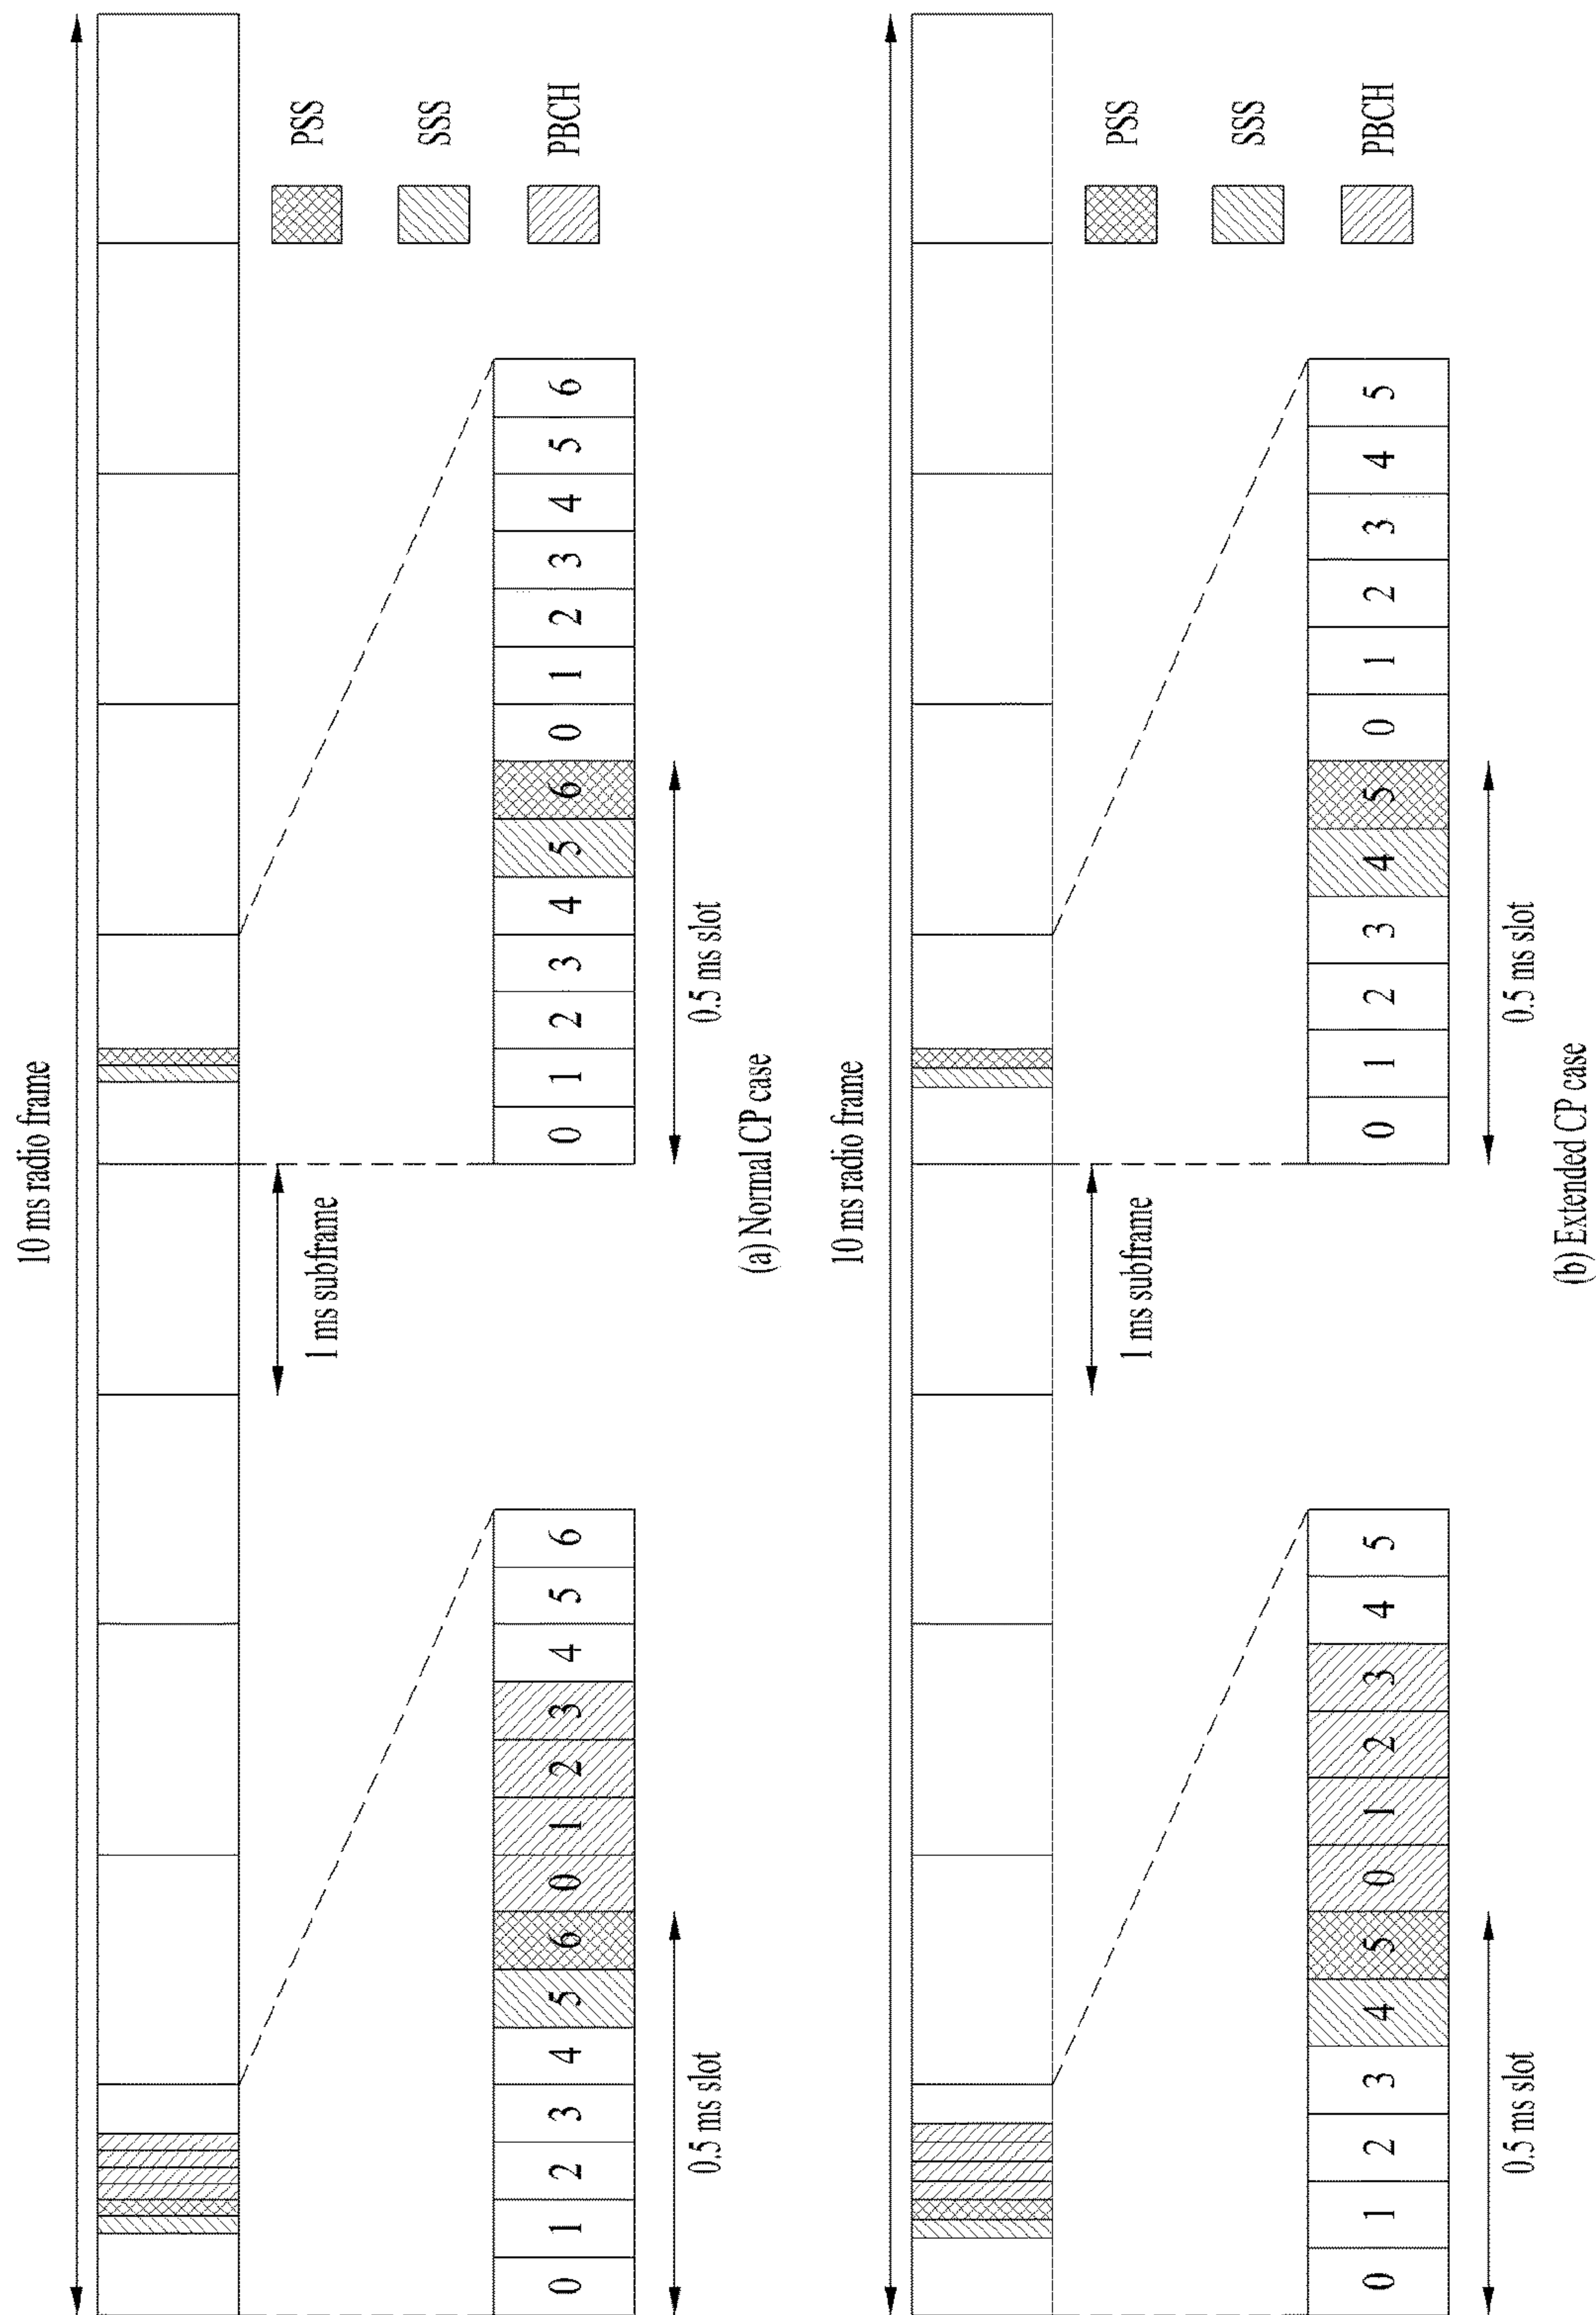 10 ms radio frame
1 ms subframe
PSS
SSS
PBCH
0 1 2 3 4 5 6 0 1 2 3 4 5 6
0 1 2 3 4 5 6 0 1 2 3 4 5 6
0.5 ms slot
0.5 ms slot
(a) Normal CP case
10 ms radio frame
1 ms subframe
PSS
SSS
PBCH
0 1 2 3 4 5 0 1 2 3 4 5
0 1 2 3 4 5 0 1 2 3 4 5
0.5 ms slot
0.5 ms slot
(b) Extended CP case